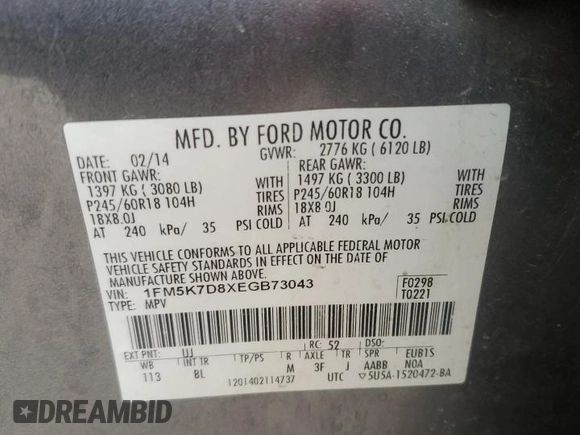 MFD. BY FORD MOTOR CO.
DATE: 02/14 GVWR: 2776 KG ( 6120 LB)
FRONT GAWR: REAR GAWR:
1397 KG ( 3080 LB) WITH 1497 KG ( 3300 LB) WITH
P245/60R18 104H TIRES P245/60R18 104H TIRES
18X8.0J RIMS 18X8.0J RIMS
AT 240 kPa/ 35 PSI COLD AT 240 kPa/ 35 PSI COLD
THIS VEHICLE CONFORMS TO ALL APPLICABLE FEDERAL MOTOR
VEHICLE SAFETY STANDARDS IN EFFECT ON THE DATE OF
MANUFACTURE SHOWN ABOVE.
VIN: 1FM5K7D8XEGB73043 F0298
TYPE: MPV T0221
EXT PNT: UJ RC: 52 DSO:
WB INT TR TP/PS R AXLE TR SPR EUB1S
113 8L M 3F J AABB NOA
1201402114737 UTC ▽5U5A-1520472-BA
DREAMBID